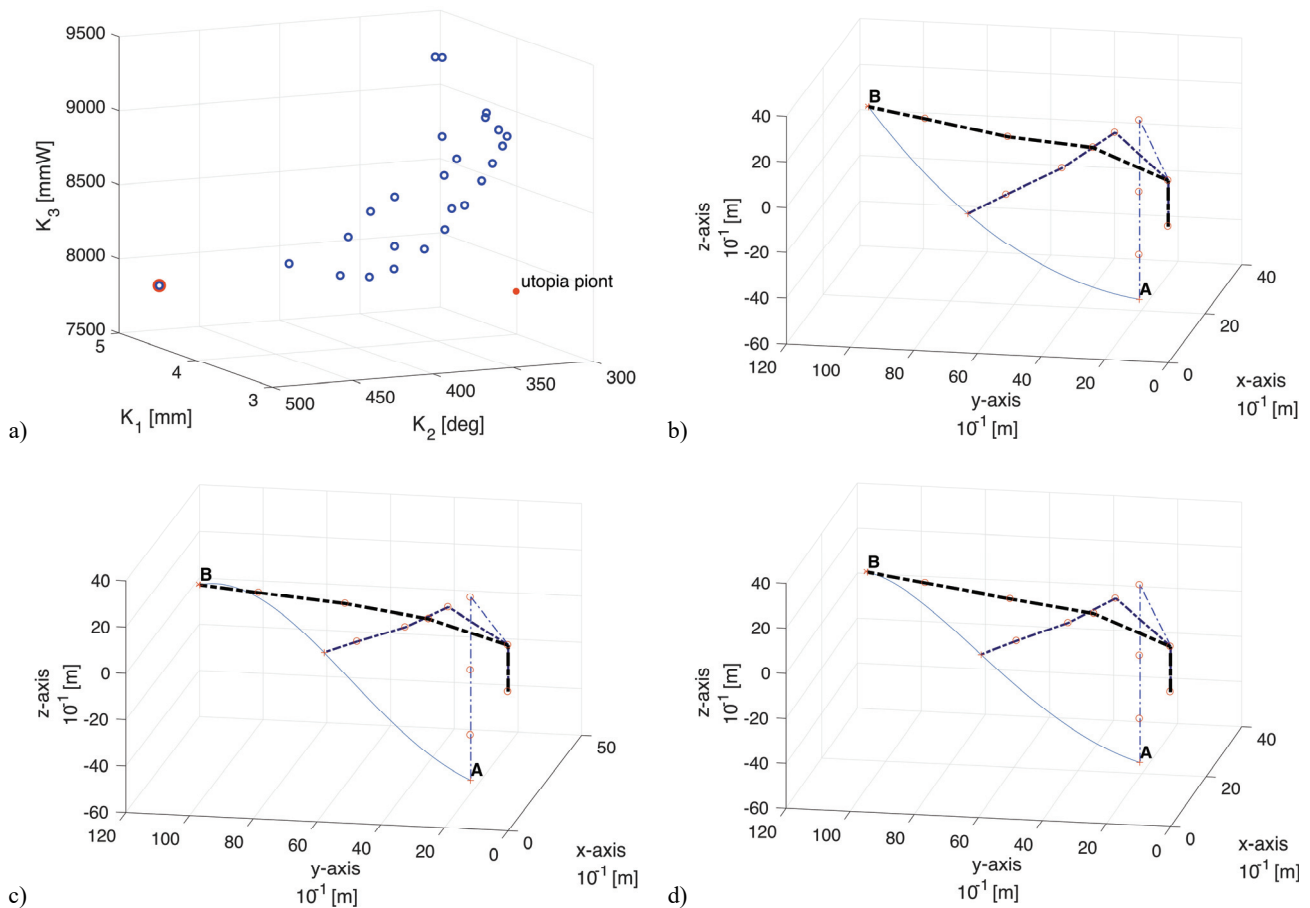 9500
9000
8500
8000
7500
K3 [mmW]
5
4
3
K1 [mm]
500
450
400
350
300
K2 [deg]
utopia piont
a)
B
A
40
20
0
-20
-40
-60
z-axis
10^-1 [m]
120
100
80
60
40
20
0
y-axis
10^-1 [m]
0
20
40
x-axis
10^-1 [m]
b)
B
A
40
20
0
-20
-40
-60
z-axis
10^-1 [m]
120
100
80
60
40
20
0
y-axis
10^-1 [m]
0
50
x-axis
10^-1 [m]
c)
B
A
40
20
0
-20
-40
-60
z-axis
10^-1 [m]
120
100
80
60
40
20
0
y-axis
10^-1 [m]
0
20
40
x-axis
10^-1 [m]
d)